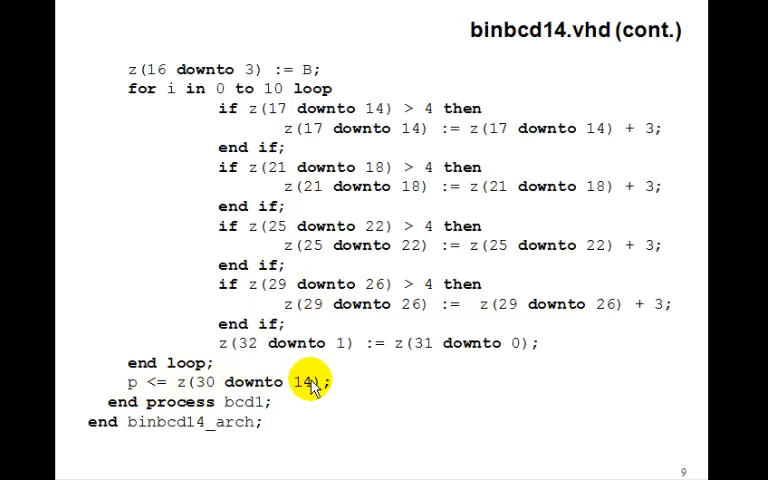 binbcd14.vhd (cont.)
z(16 downto 3) := B;
for i in 0 to 10 loop
if z(17 downto 14) > 4 then
z(17 downto 14) := z(17 downto 14) + 3;
end if;
if z(21 downto 18) > 4 then
z(21 downto 18) := z(21 downto 18) + 3;
end if;
if z(25 downto 22) > 4 then
z(25 downto 22) := z(25 downto 22) + 3;
end if;
if z(29 downto 26) > 4 then
z(29 downto 26) := z(29 downto 26) + 3;
end if;
z(32 downto 1) := z(31 downto 0);
end loop;
p <= z(30 downto 14);
end process bcd1;
end binbcd14_arch;
9